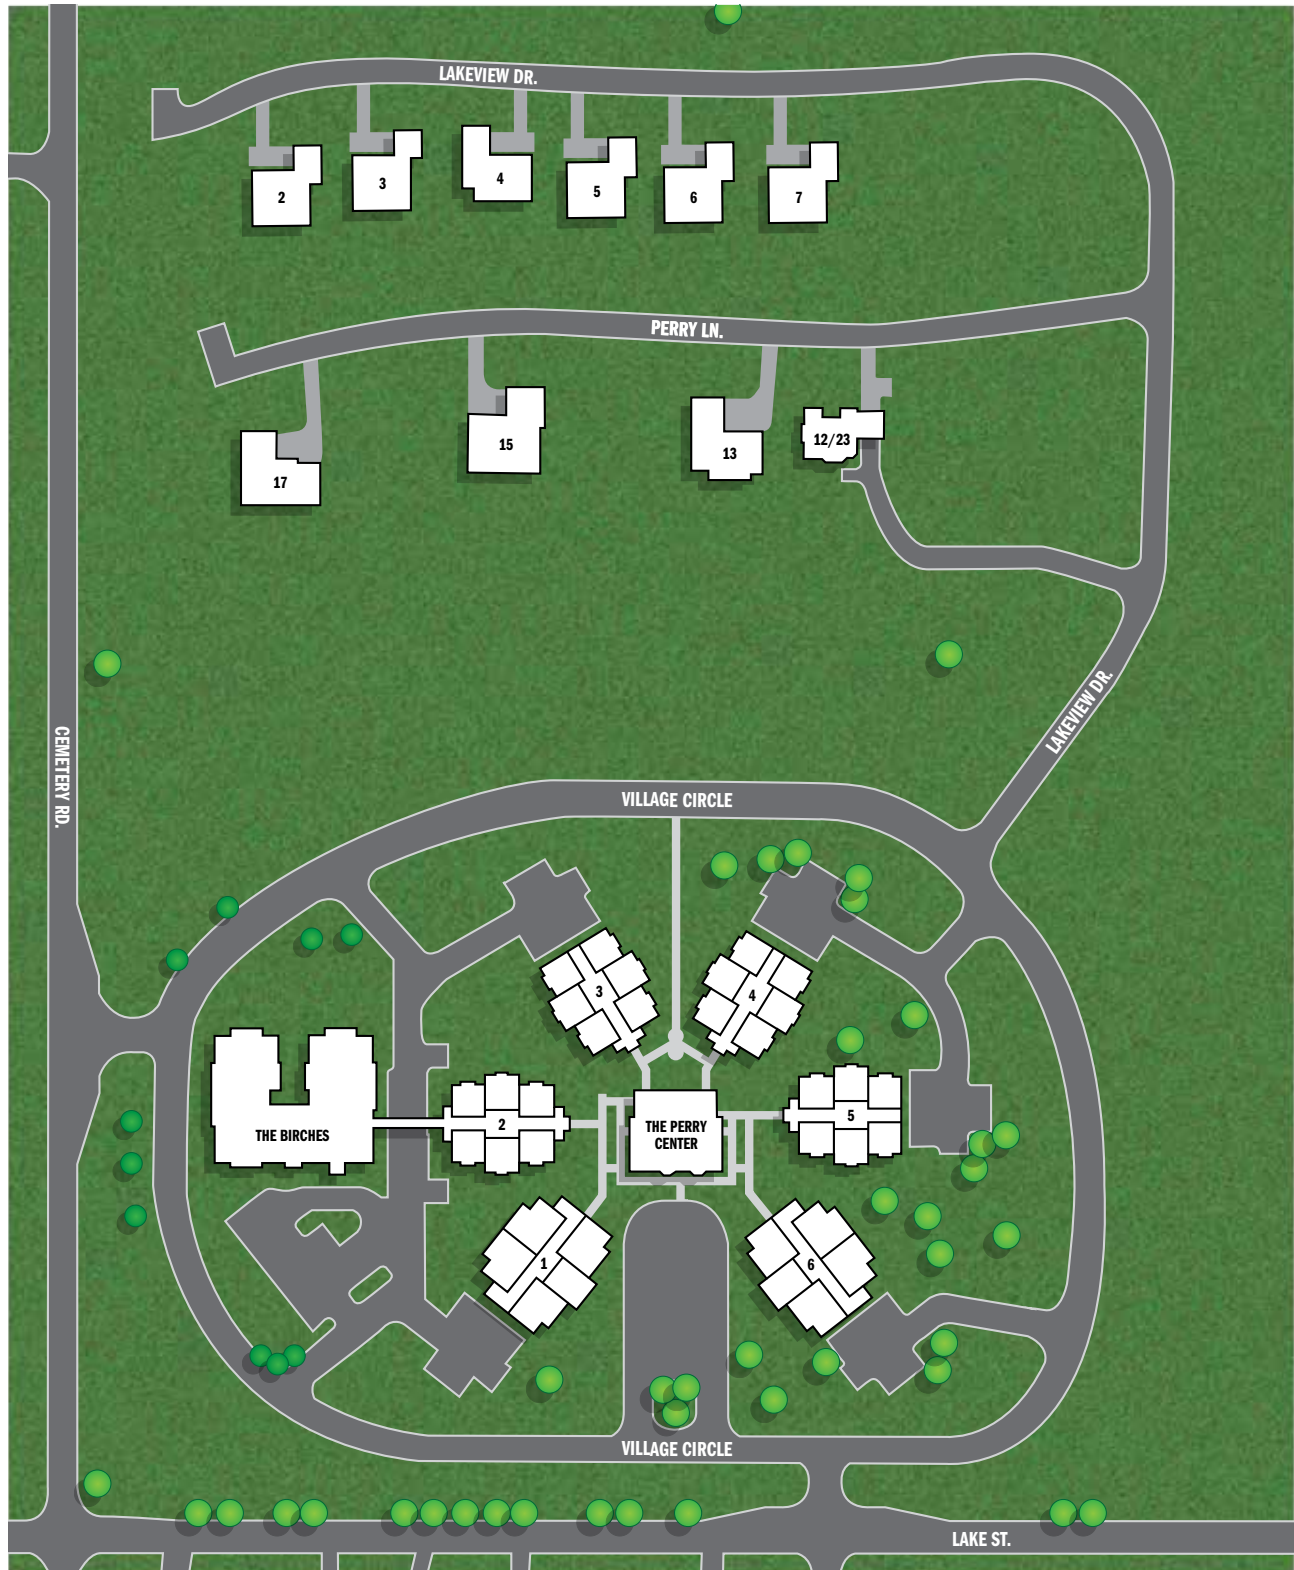 LAKEVIEW DR.
2
3
4
5
6
7
PERRY LN.
17
15
13
12/23
LAKEVIEW DR.
CEMETERY RD.
VILLAGE CIRCLE
3
4
THE BIRCHES
2
THE PERRY
CENTER
5
1
6
VILLAGE CIRCLE
LAKE ST.